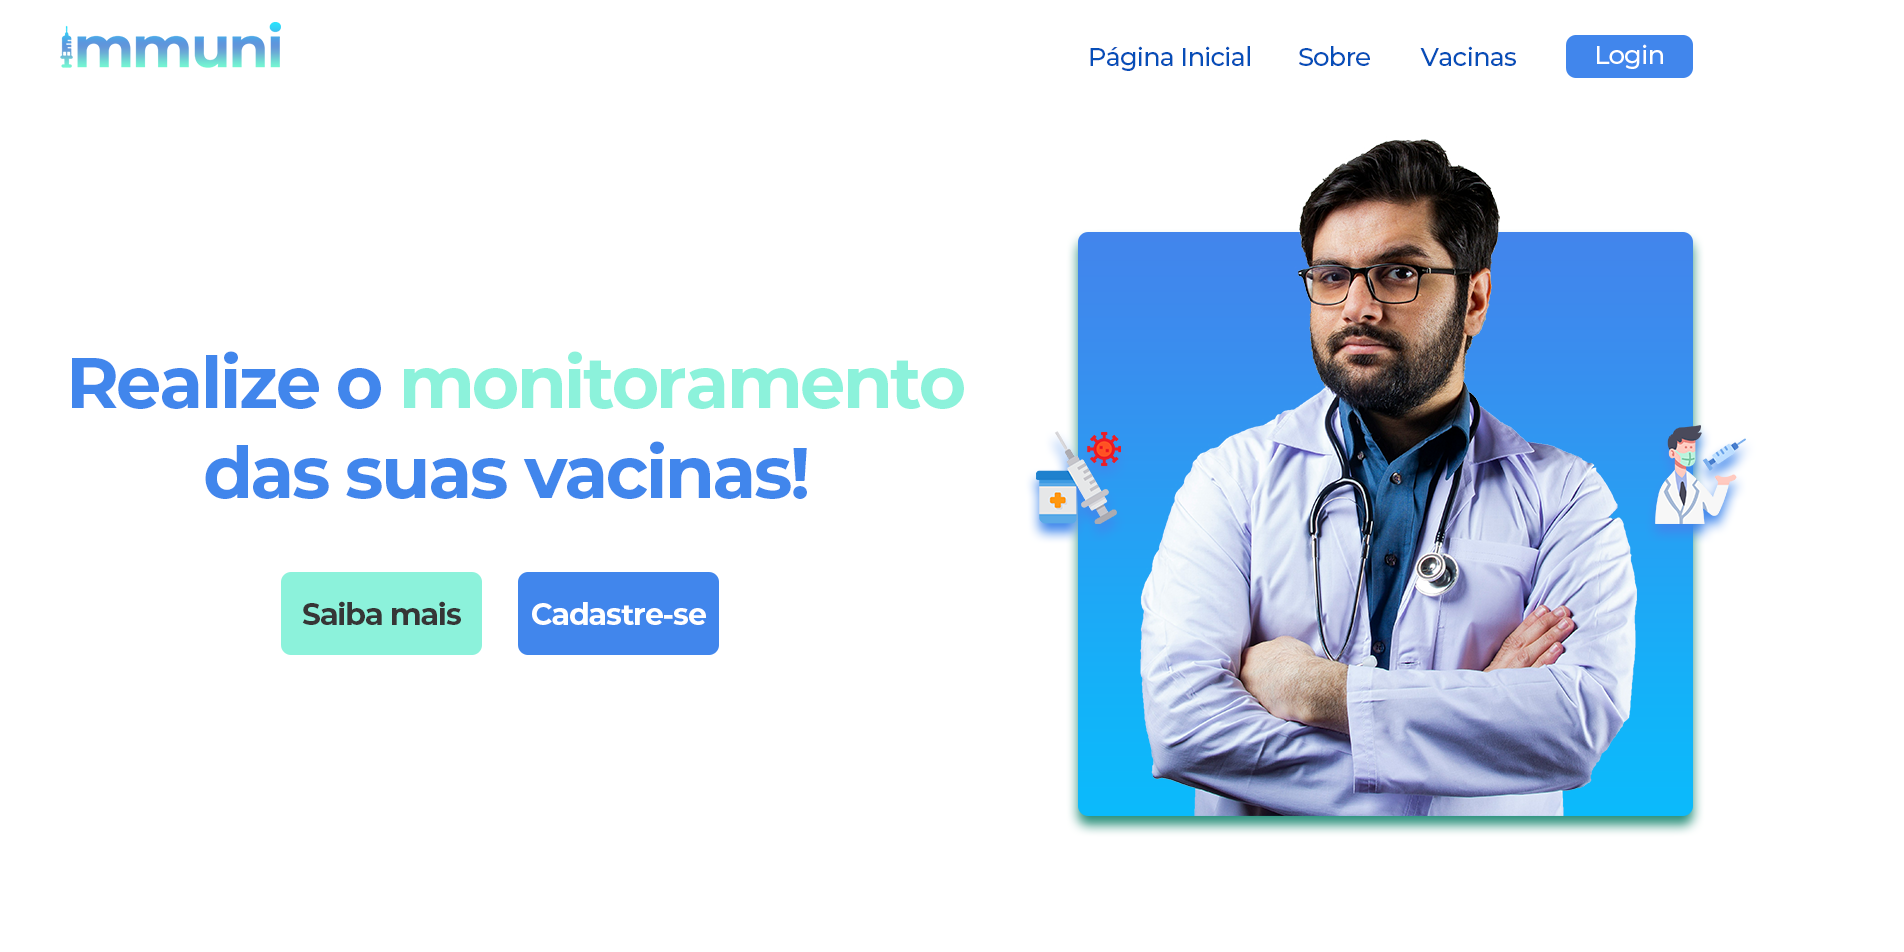 immuni
Página Inicial
Sobre
Vacinas
Login
Realize o monitoramento
das suas vacinas!
Saiba mais
Cadastre-se